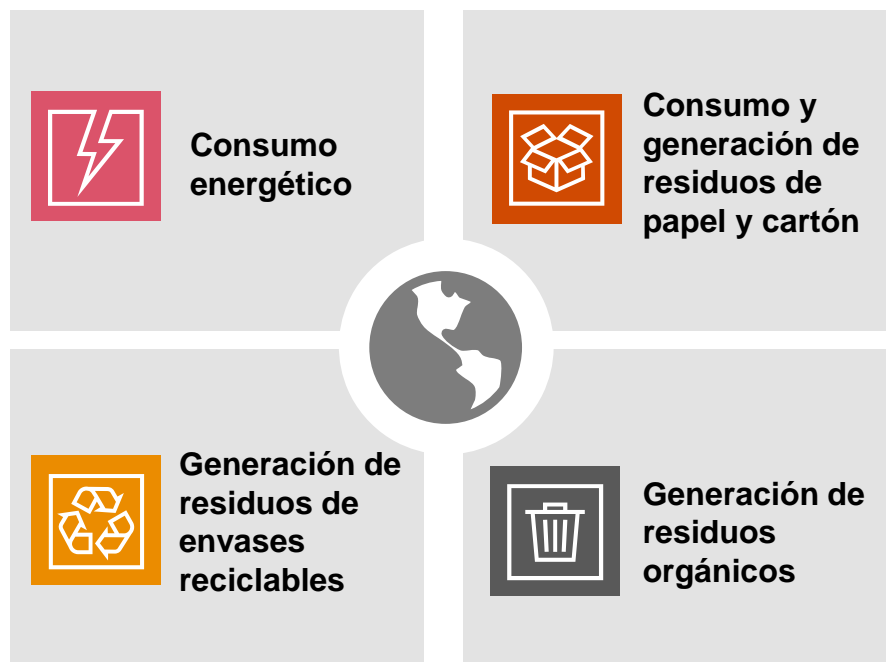 Consumo
energético
Consumo y
generación de
residuos de
papel y cartón
Generación de
residuos de
envases
reciclables
Generación de
residuos
orgánicos